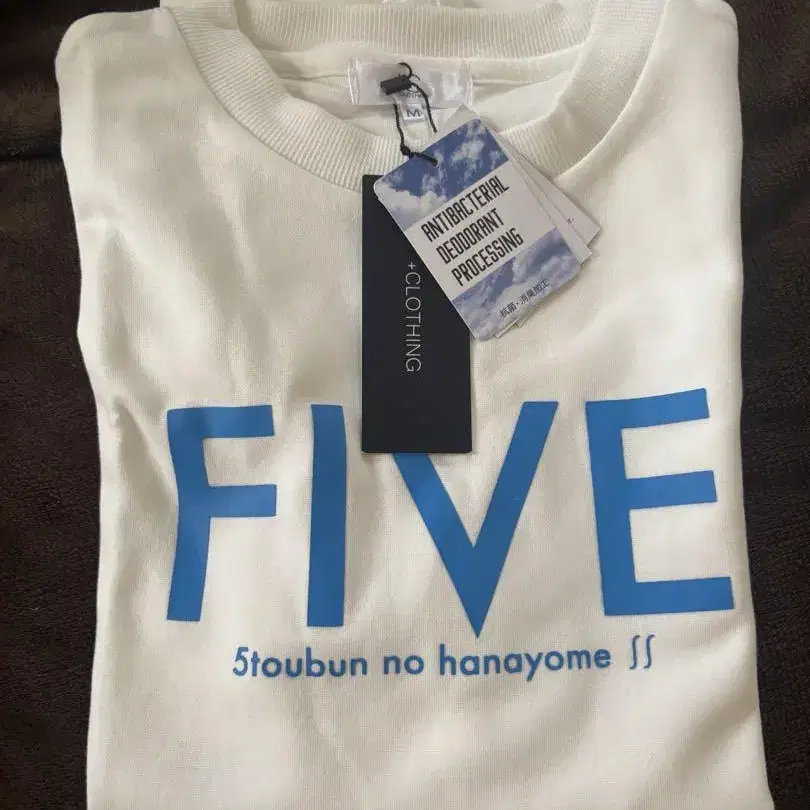 M
ANTIBACTERIAL
DEODORANT
PROCESSING
抗菌・消臭加工
+CLOTHING
FIVE
5toubun no hanayome ∬